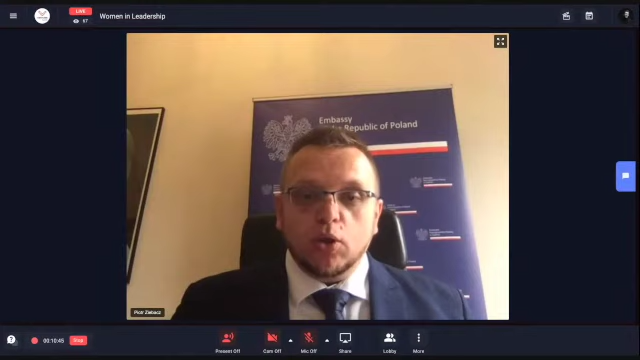 LIVE
67
Women in Leadership
Embassy
Republic of Poland
Piotr Ziebacz
00:10:45
Stop
Present Off
Cam Off
Mic Off
Share
Lobby
More